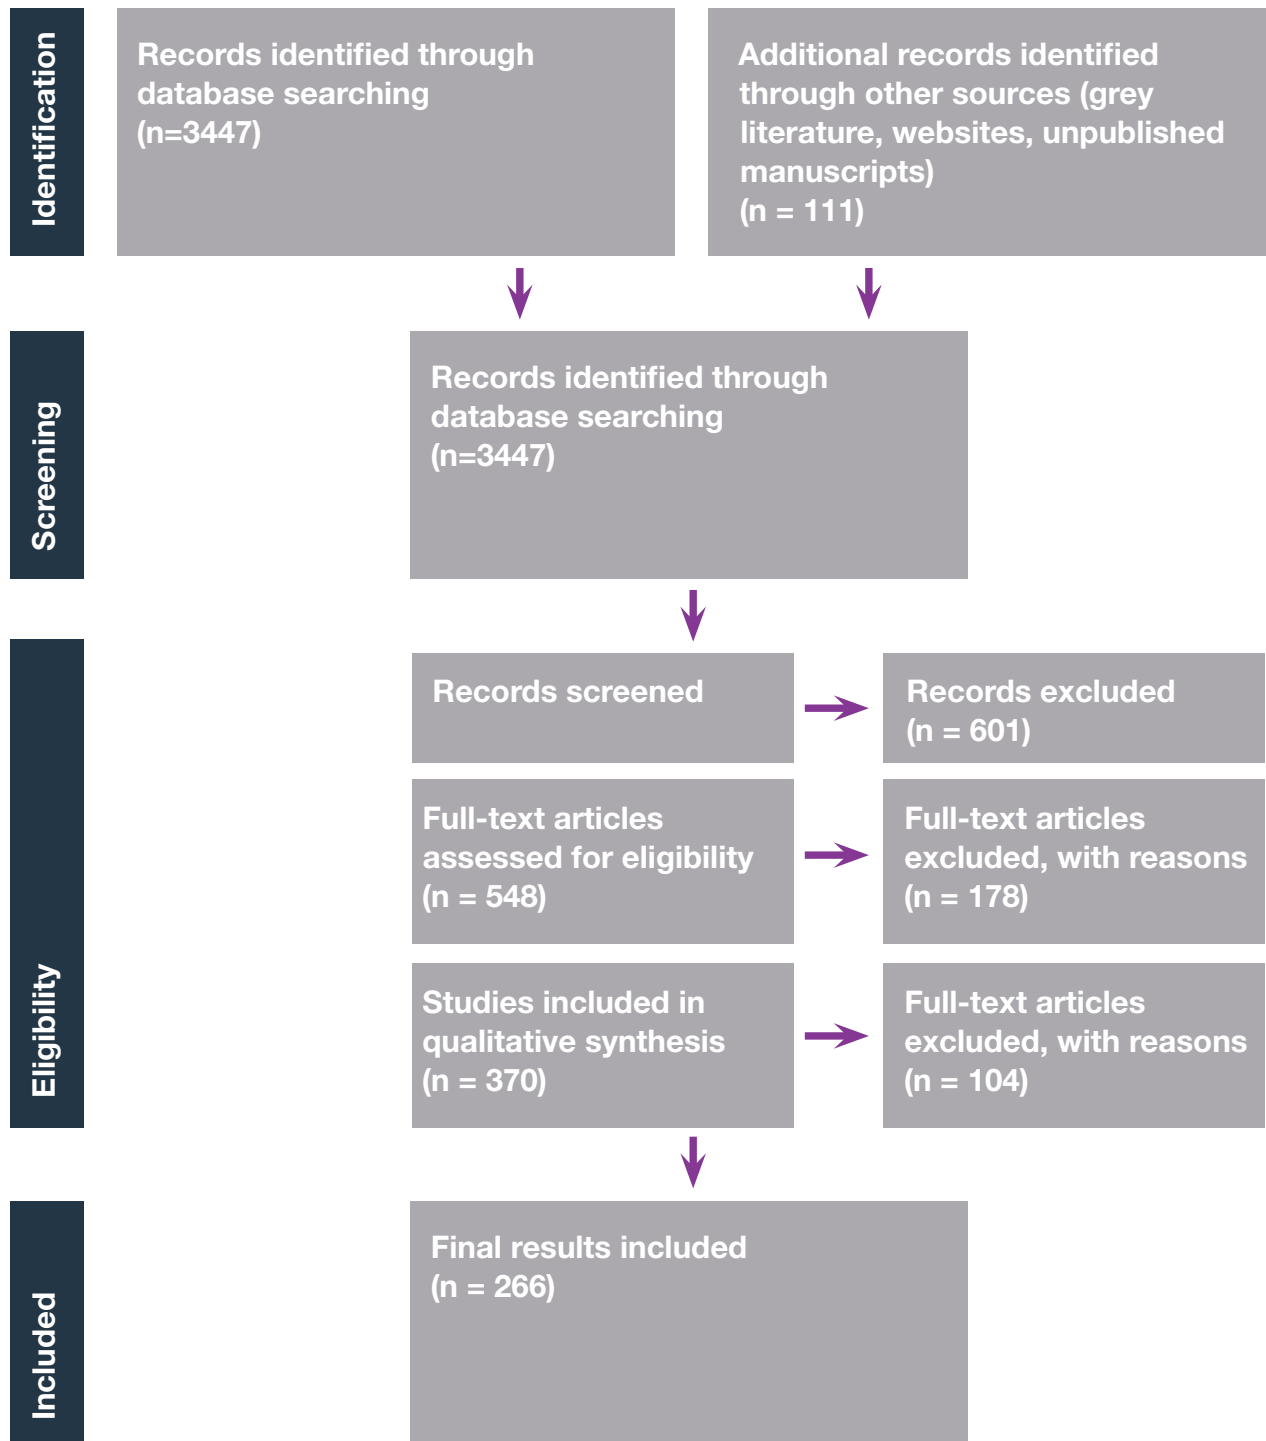 Identification
Records identified through
database searching
(n=3447)
Additional records identified
through other sources (grey
literature, websites, unpublished
manuscripts)
(n = 111)
Screening
Records identified through
database searching
(n=3447)
Eligibility
Records screened
Records excluded
(n = 601)
Full-text articles
assessed for eligibility
(n = 548)
Full-text articles
excluded, with reasons
(n = 178)
Studies included in
qualitative synthesis
(n = 370)
Full-text articles
excluded, with reasons
(n = 104)
Included
Final results included
(n = 266)